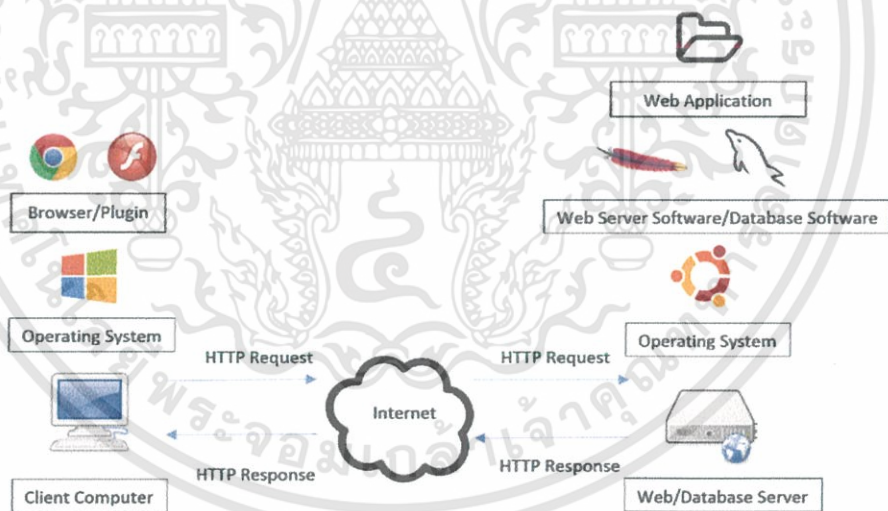 Web Application
Browser/Plugin
Web Server Software/Database Software
Operating System
Operating System
HTTP Request
HTTP Request
Internet
HTTP Response
HTTP Response
Client Computer
Web/Database Server